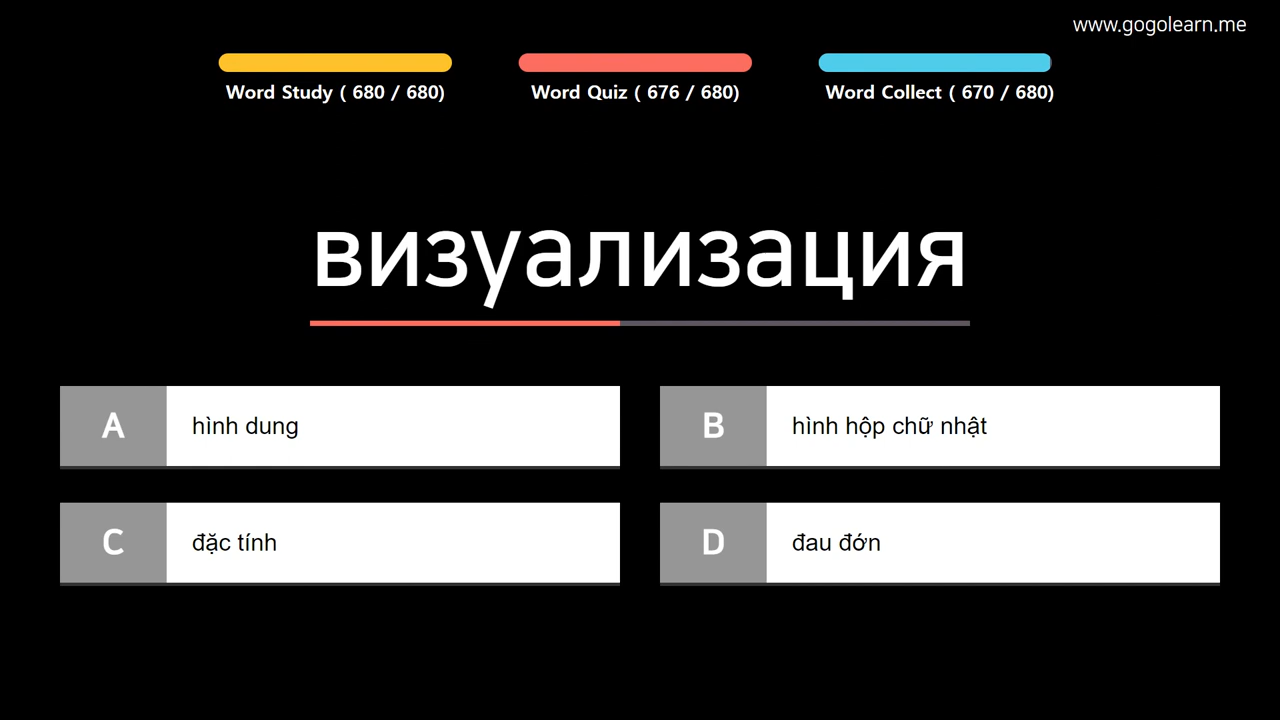 www.gogolearn.me
Word Study ( 680 / 680)
Word Quiz ( 676 / 680)
Word Collect ( 670 / 680)
визуализация
A hình dung
B hình hộp chữ nhật
C đặc tính
D đau đớn